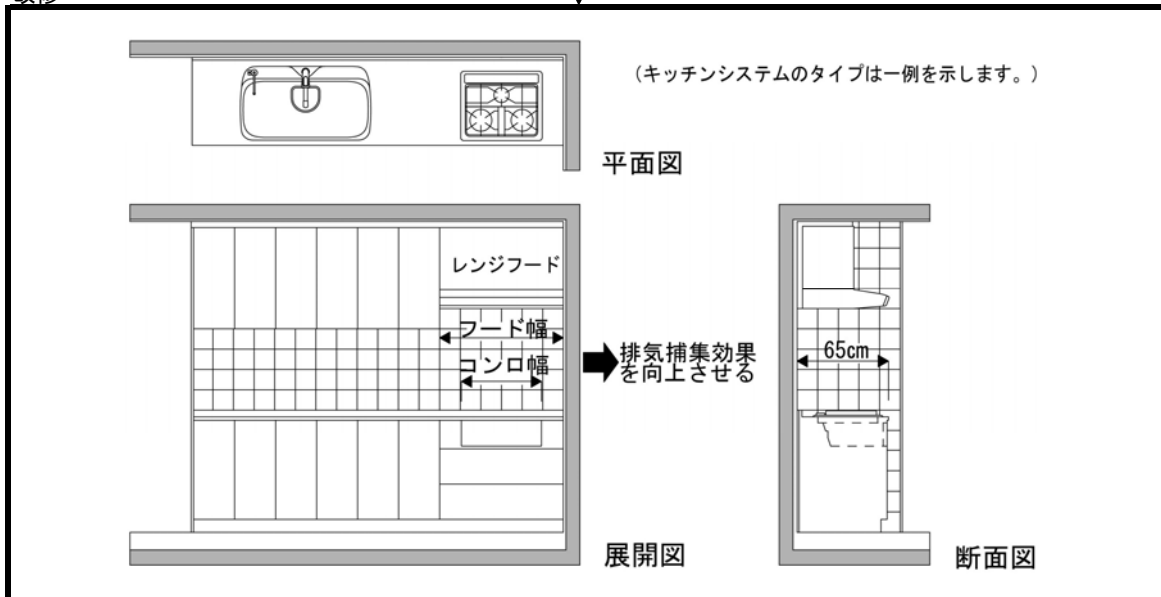 （キッチンシステムのタイプは一例を示します。）
平面図
レンジフード
フード幅
コンロ幅
排気捕集効果
を向上させる
65cm
展開図
断面図